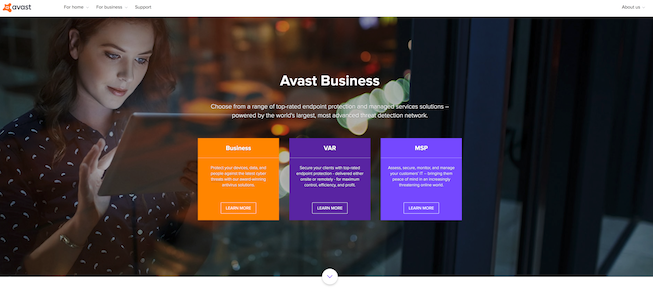 avast
For home
For business
Support
About us
Avast Business
Choose from a range of top-rated endpoint protection and managed services solutions –
powered by the world's largest, most advanced threat detection network.
Business
Protect your devices, data, and
people against the latest cyber
threats with our award-winning
antivirus solutions.
LEARN MORE
VAR
Secure your clients with top-rated
endpoint protection - delivered either
onsite or remotely - for maximum
control, efficiency, and profit.
LEARN MORE
MSP
Assess, secure, monitor, and manage
your customers' IT – bringing them
peace of mind in an increasingly
threatening online world.
LEARN MORE